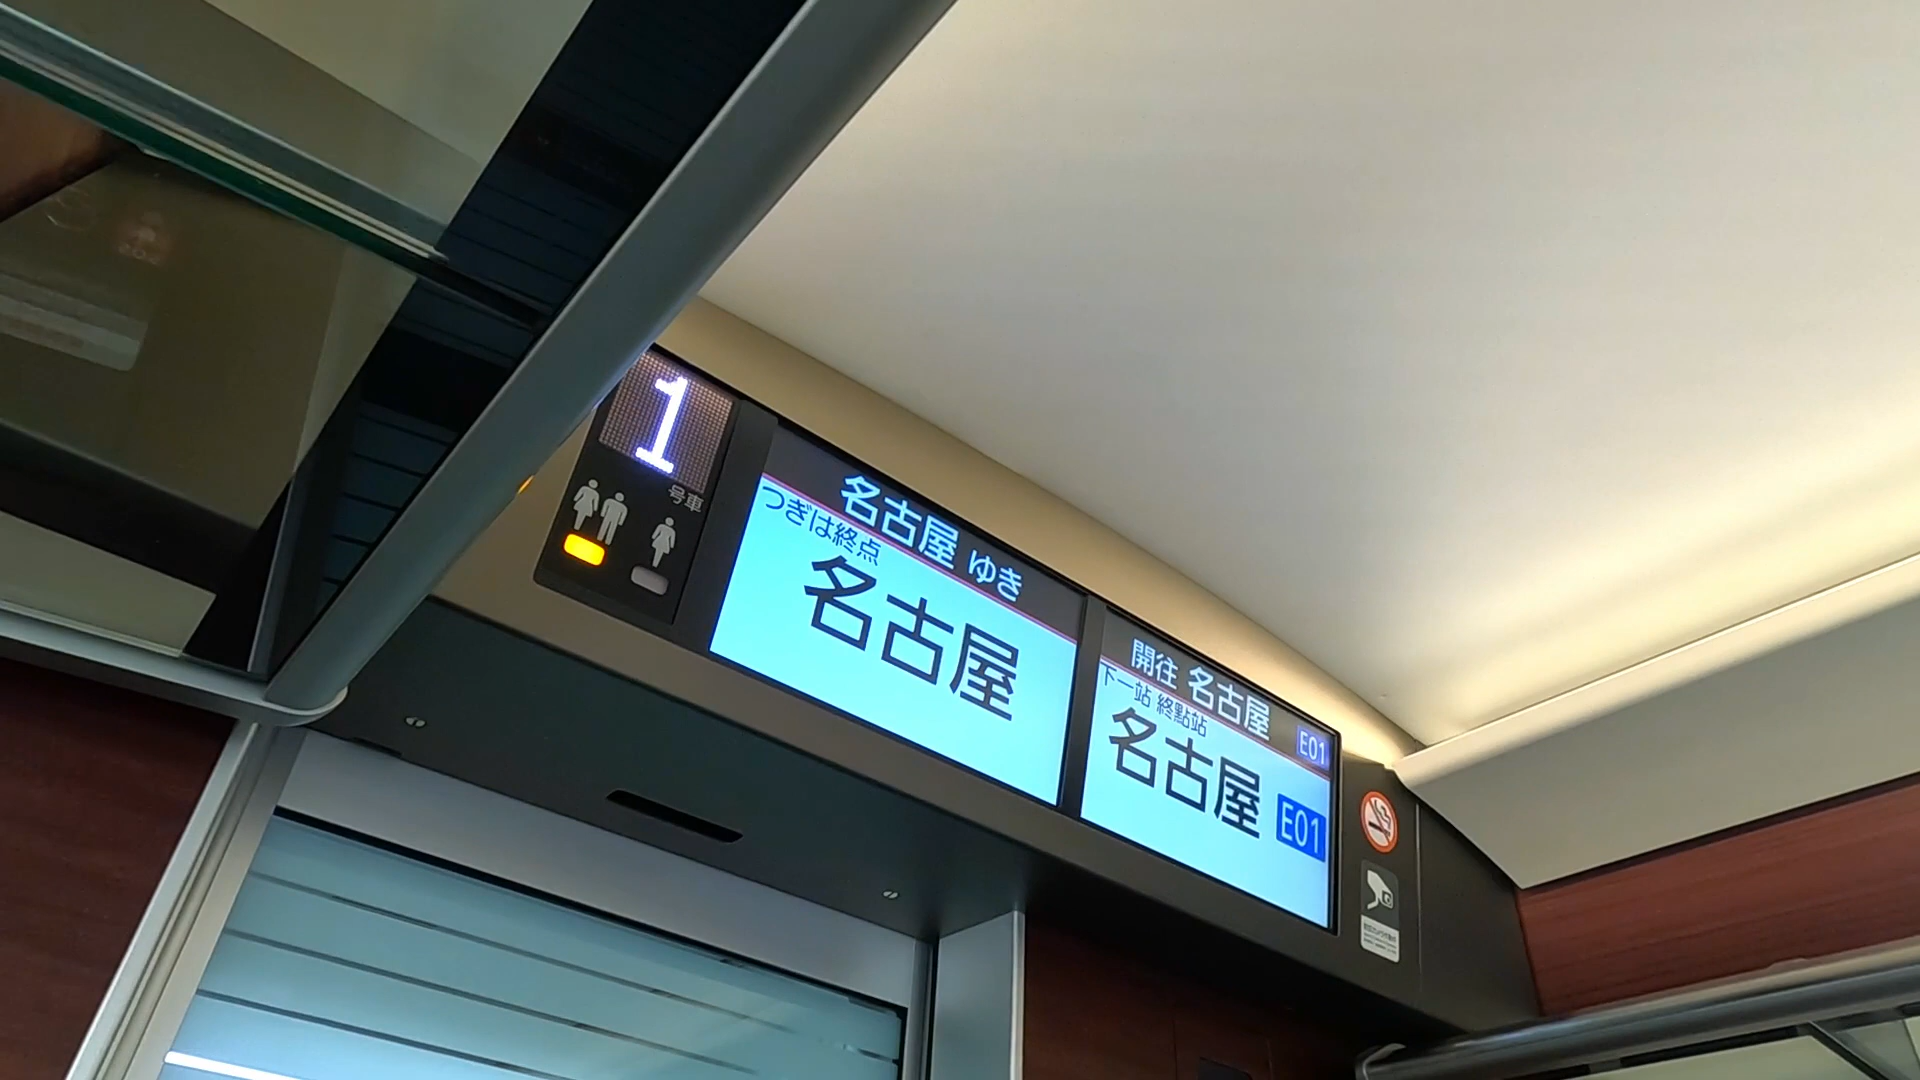 1
号車
名古屋 ゆき
つぎは終点
名古屋
開往 名古屋 E01
下一站 終點站
名古屋 E01